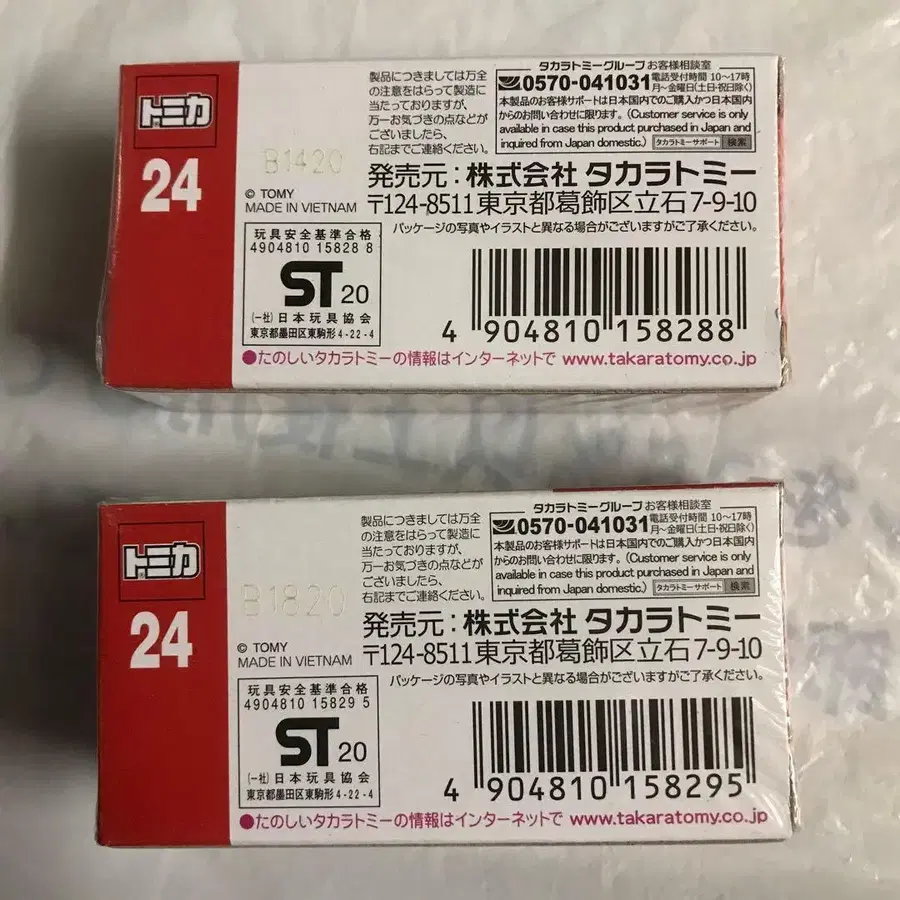 トミカ
24
B1420
© TOMY
MADE IN VIETNAM
製品につきましては万全
の注意をはらって製造に
当たっておりますが、
万一お気づきの点などが
ございましたら、
右記までご連絡ください。
タカラトミーグループ お客様相談室
0570-041031 電話受付時間 10〜17時
月〜金曜日(土日・祝日除く)
本製品のお客様サポートは日本国内でのご購入かつ日本国内
からのお問い合わせに限ります。(Customer service is only
available in case this product purchased in Japan and
inquired from Japan domestic.) タカラトミーサポート 検索
発売元:株式会社 タカラトミー
〒124-8511 東京都葛飾区立石 7-9-10
パッケージの写真やイラストと異なる場合がございますがご了承ください。
玩具安全基準合格
4904810 15828 8
ST 20
(一社)日本玩具協会
東京都墨田区東駒形 4-22-4
4 904810 158288
●たのしいタカラトミーの情報はインターネットで www.takaratomy.co.jp
トミカ
24
B1820
© TOMY
MADE IN VIETNAM
製品につきましては万全
の注意をはらって製造に
当たっておりますが、
万一お気づきの点などが
ございましたら、
右記までご連絡ください。
タカラトミーグループ お客様相談室
0570-041031 電話受付時間 10〜17時
月〜金曜日(土日・祝日除く)
本製品のお客様サポートは日本国内でのご購入かつ日本国内
からのお問い合わせに限ります。(Customer service is only
available in case this product purchased in Japan and
inquired from Japan domestic.) タカラトミーサポート 検索
発売元:株式会社 タカラトミー
〒124-8511 東京都葛飾区立石 7-9-10
パッケージの写真やイラストと異なる場合がございますがご了承ください。
玩具安全基準合格
4904810 15829 5
ST 20
(一社)日本玩具協会
東京都墨田区東駒形 4-22-4
4 904810 158295
●たのしいタカラトミーの情報はインターネットで www.takaratomy.co.jp